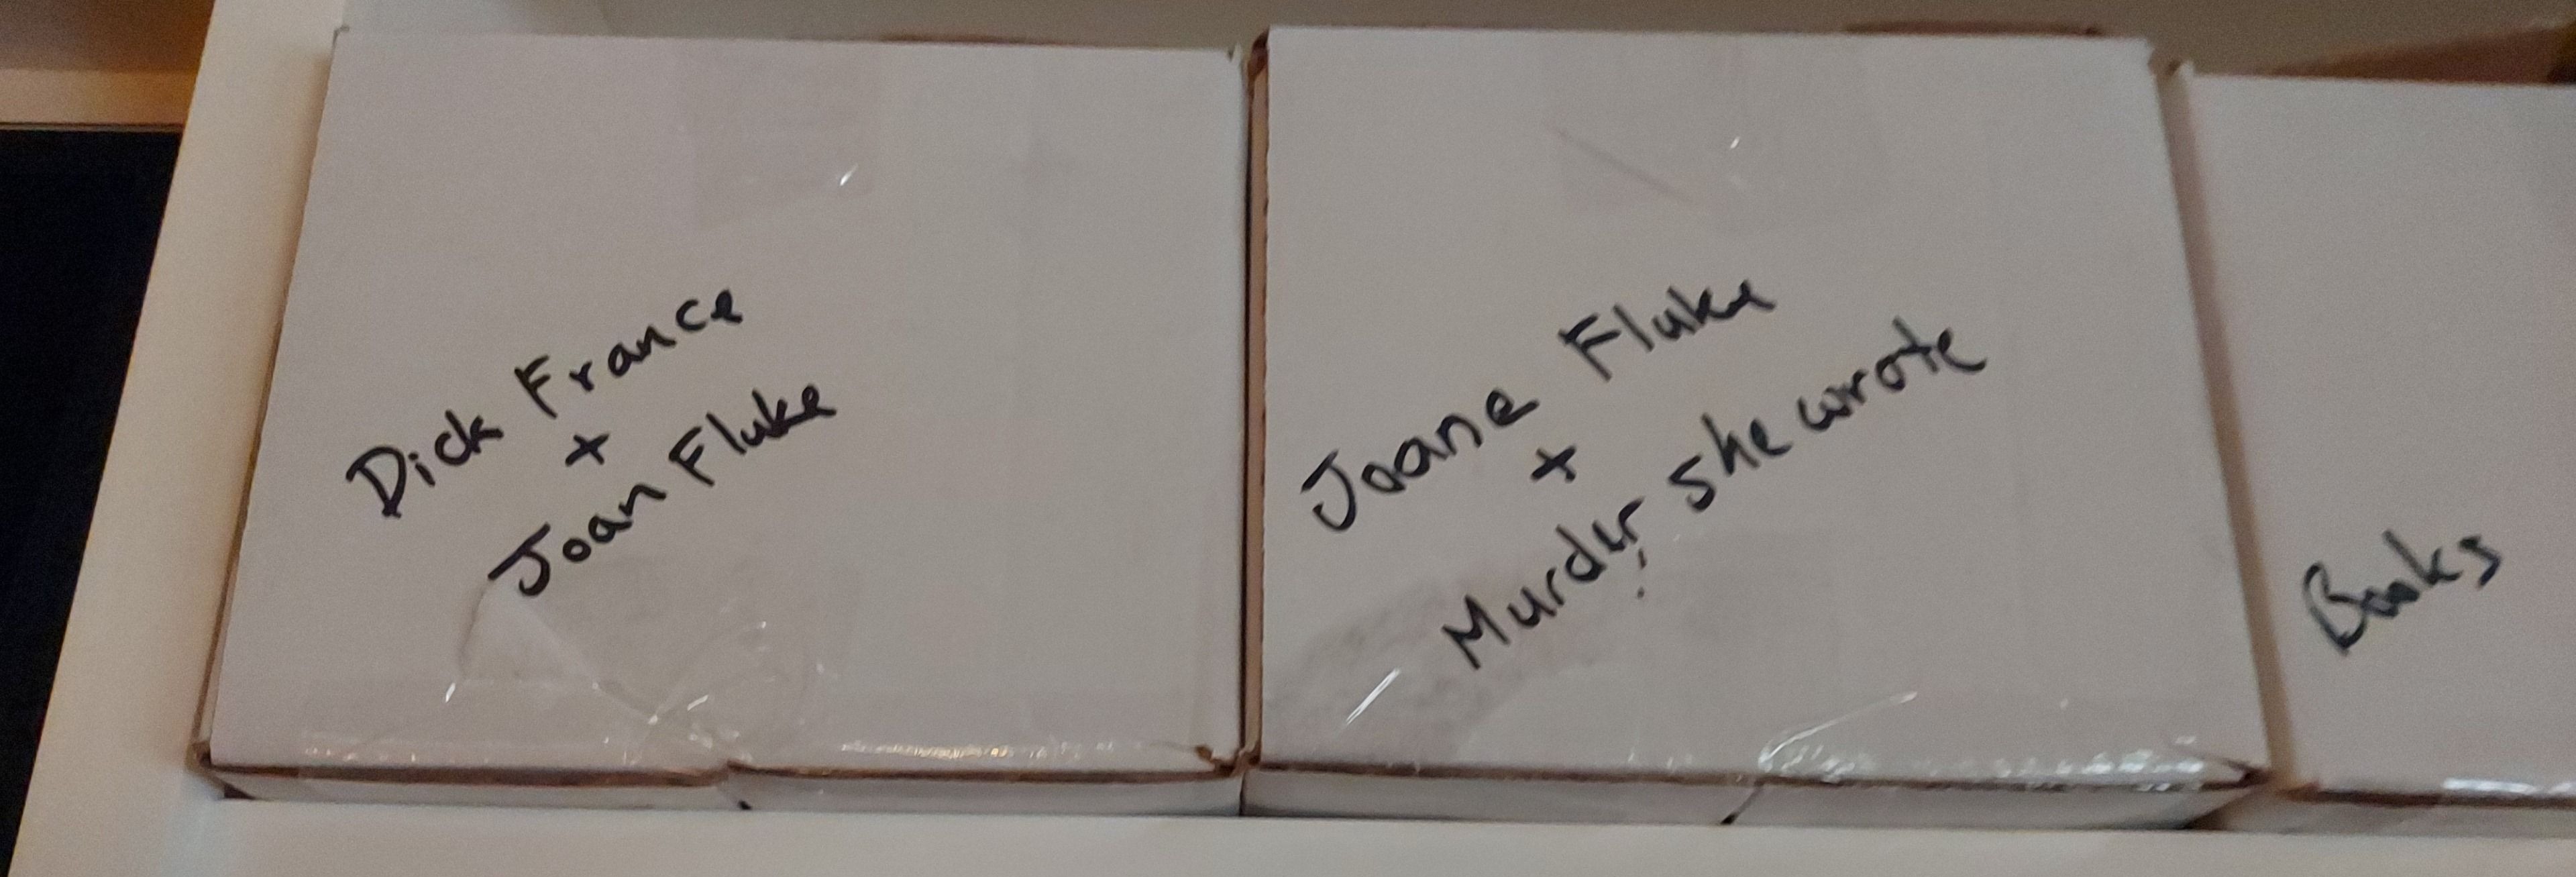 Dick France
+
Joan Fluke
Joane Fluke
+
Murder, she wrote
Books